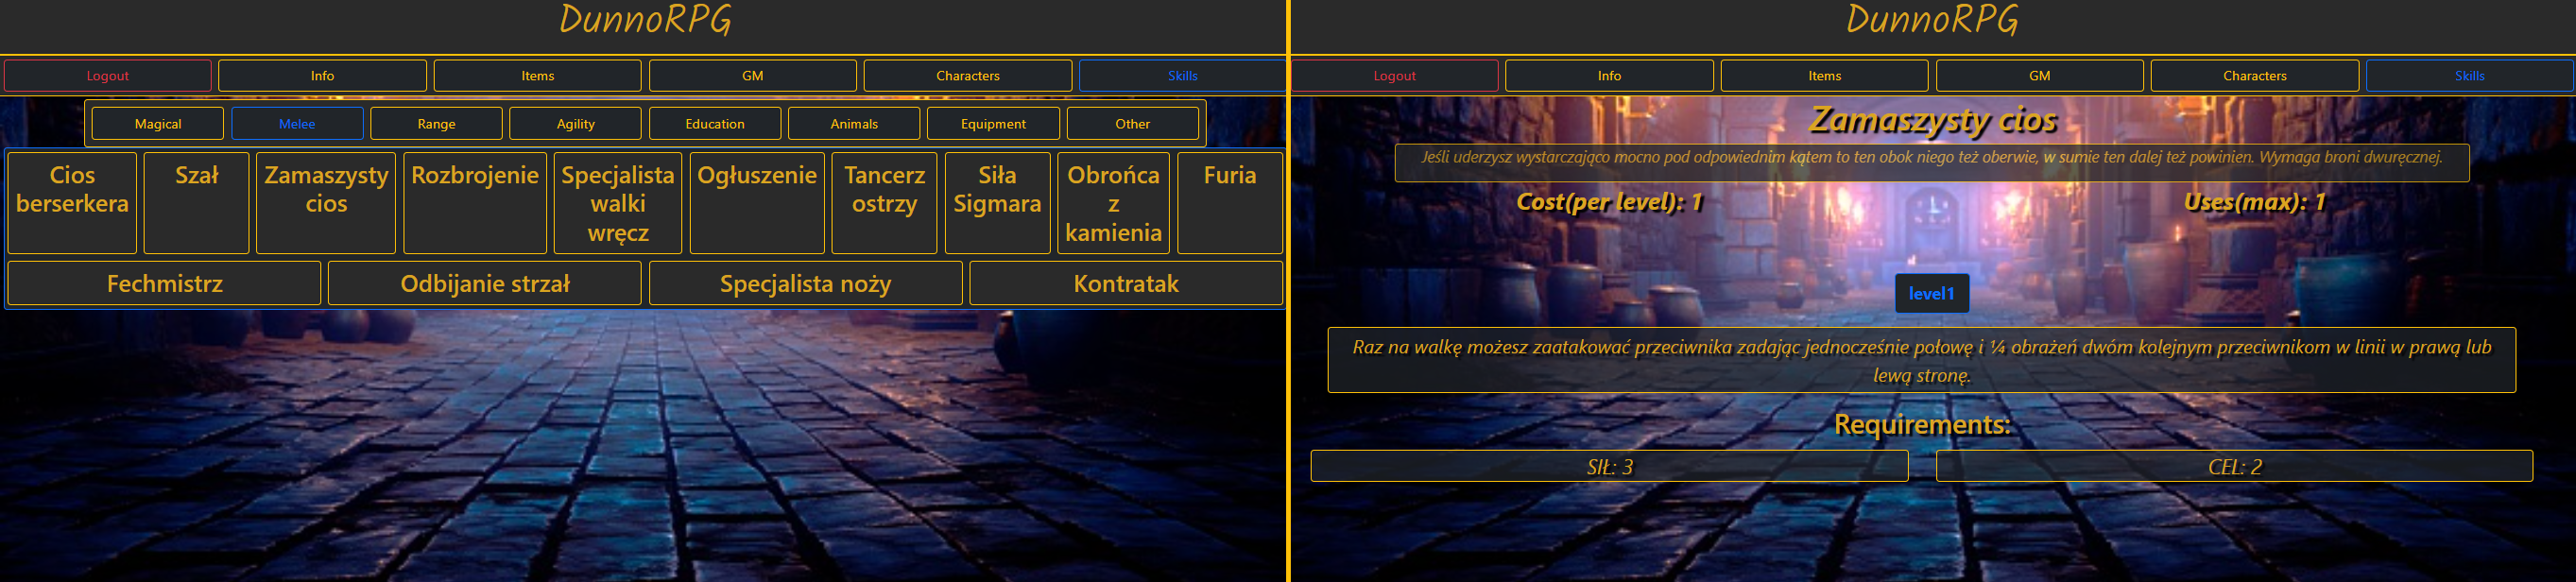 DunnoRPG
Logout
Info
Items
GM
Characters
Skills
Magical
Melee
Range
Agility
Education
Animals
Equipment
Other
Cios
berserkera
Szał
Zamaszysty
cios
Rozbrojenie
Specjalista
walki
wręcz
Ogłuszenie
Tancerz
ostrzy
Siła
Sigmara
Obrońca
z
kamienia
Furia
Fechmistrz
Odbijanie strzał
Specjalista noży
Kontratak
DunnoRPG
Logout
Info
Items
GM
Characters
Skills
Zamaszysty cios
Jeśli uderzysz wystarczająco mocno pod odpowiednim kątem to ten obok niego też oberwie, w sumie ten dalej też powinien. Wymaga broni dwuręcznej.
Cost(per level): 1
Uses(max): 1
level1
Raz na walkę możesz zaatakować przeciwnika zadając jednocześnie połowę i ¼ obrażeń dwóm kolejnym przeciwnikom w linii w prawą lub
lewą stronę.
Requirements:
SIŁ: 3
CEL: 2